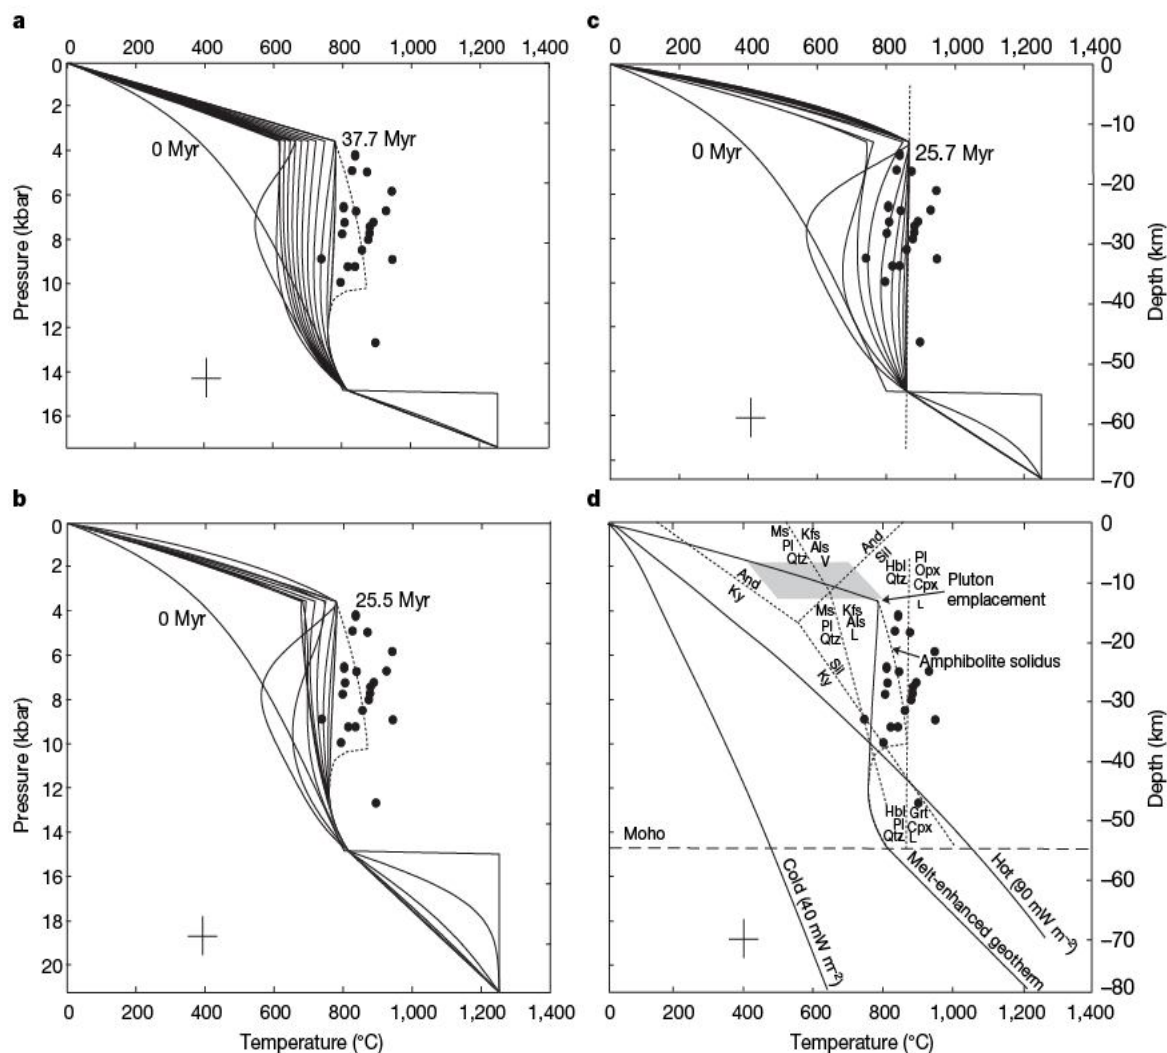 a
0 200 400 600 800 1,000 1,200 1,400
0
2
4
6
8
10
12
14
16
Pressure (kbar)
0 Myr
37.7 Myr
c
0 200 400 600 800 1,000 1,200 1,400
0
–10
–20
–30
–40
–50
–60
–70
Depth (km)
0 Myr
25.7 Myr
b
0
2
4
6
8
10
12
14
16
18
20
Pressure (kbar)
0 Myr
25.5 Myr
0 200 400 600 800 1,000 1,200 1,400
Temperature (°C)
d
0
–10
–20
–30
–40
–50
–60
–70
–80
Depth (km)
Ms Kfs
Pl Als
Qtz V
And
Sil
Hbl Pl
Qtz Opx
Cpx
L
And
Ky
Pluton
emplacement
Ms Kfs
Pl Als
Qtz L
Sil
Ky
Amphibolite solidus
Hbl Grt
Pl Cpx
Qtz L
Moho
Cold (40 mW m-2)
Melt-enhanced geotherm
Hot (90 mW m-2)
0 200 400 600 800 1,000 1,200 1,400
Temperature (°C)